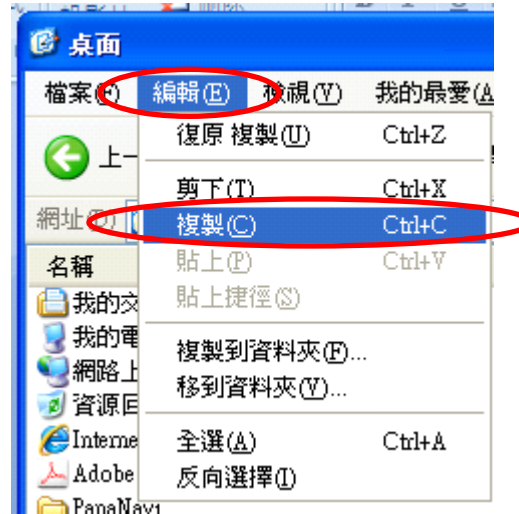 桌面
檔案(F) 編輯(E) 檢視(V) 我的最愛(A
上一
復原 複製(U) Ctrl+Z
剪下(T) Ctrl+X
網址(D)
複製(C) Ctrl+C
名稱
貼上(P) Ctrl+V
我的交
貼上捷徑(S)
我的電
複製到資料夾(F)...
網路上
移到資料夾(V)...
資源回
Interne
全選(A) Ctrl+A
Adobe
反向選擇(I)
PapaNavi